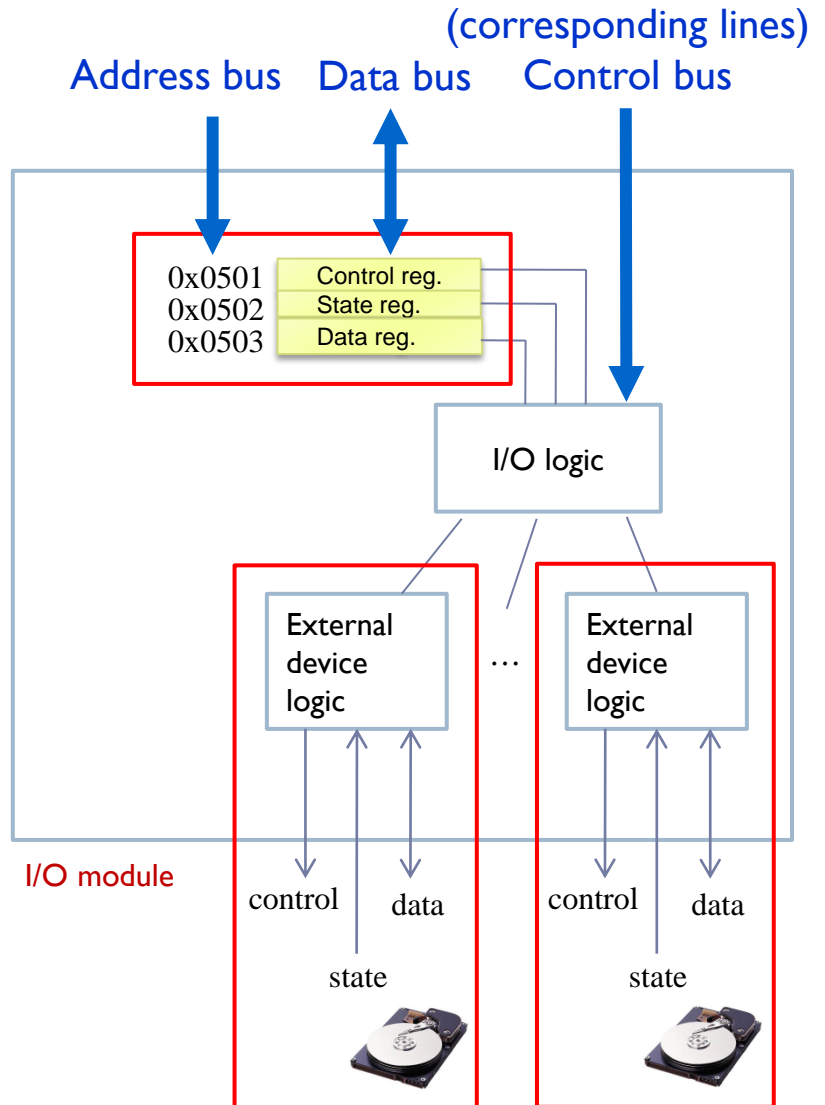 (corresponding lines)
Address bus Data bus Control bus
0x0501 Control reg.
0x0502 State reg.
0x0503 Data reg.
I/O logic
External
device
logic
...
External
device
logic
I/O module
control data
state
control data
state